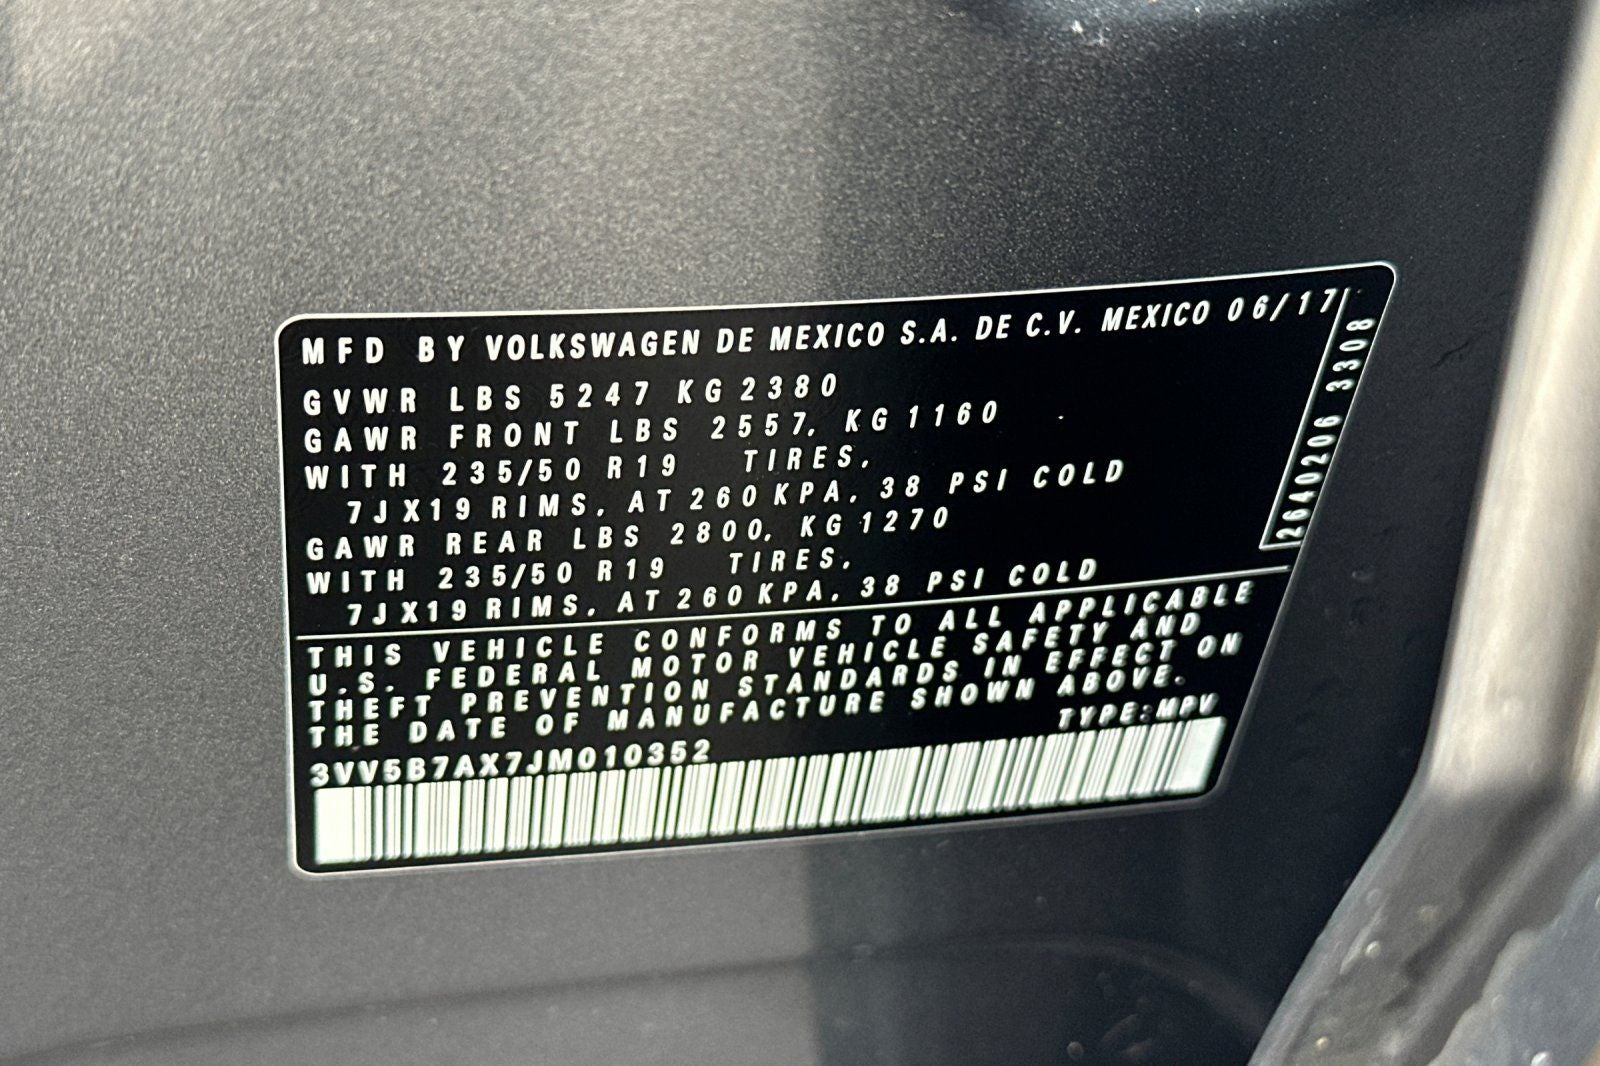 MFD BY VOLKSWAGEN DE MEXICO S.A. DE C.V. MEXICO 06/17
GVWR LBS 5247 KG 2380
GAWR FRONT LBS 2557, KG 1160
WITH 235/50 R19 TIRES,
7JX19 RIMS, AT 260 KPA, 38 PSI COLD
GAWR REAR LBS 2800, KG 1270
WITH 235/50 R19 TIRES,
7JX19 RIMS, AT 260 KPA, 38 PSI COLD
THIS VEHICLE CONFORMS TO ALL APPLICABLE
U.S. FEDERAL MOTOR VEHICLE SAFETY AND
THEFT PREVENTION STANDARDS IN EFFECT ON
THE DATE OF MANUFACTURE SHOWN ABOVE.
3VV5B7AX7JM010352 TYPE:MPV
2640206 3308